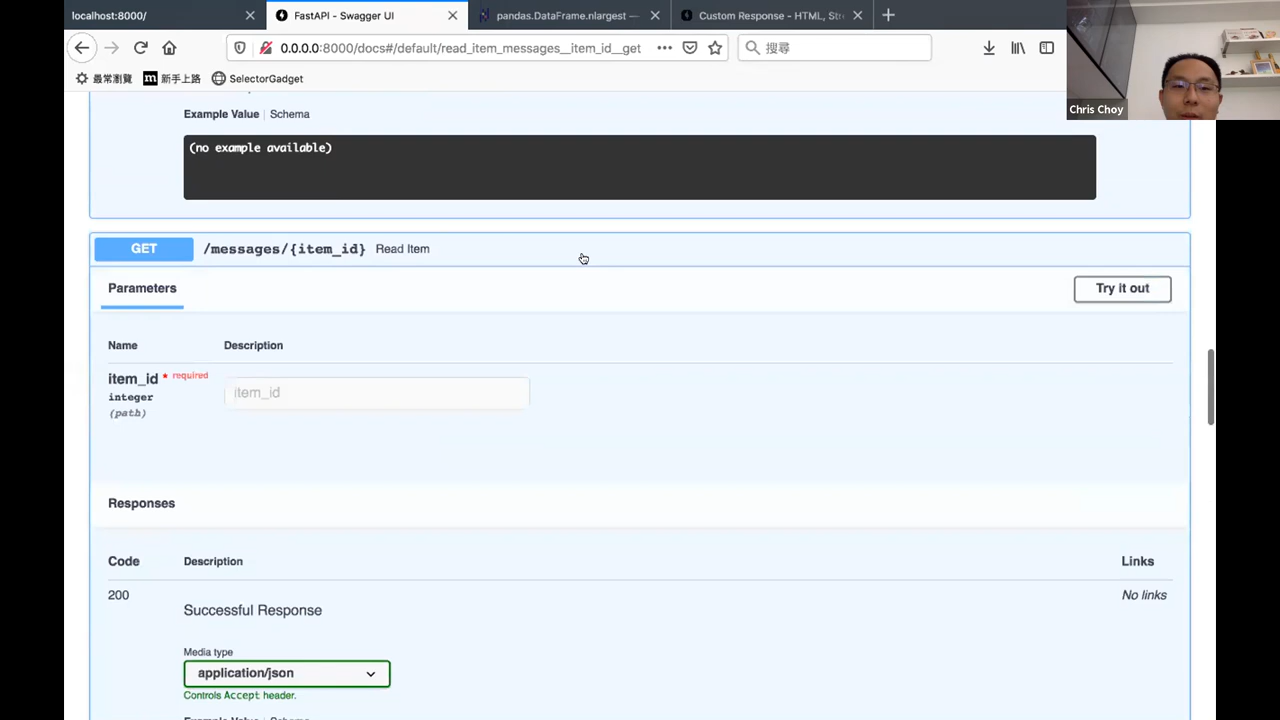 localhost:8000/
FastAPI - Swagger UI
pandas.DataFrame.nlargest —
Custom Response - HTML, Str
0.0.0.0:8000/docs#/default/read_item_messages__item_id__get
搜尋
最常瀏覽
新手上路
SelectorGadget
Chris Choy
Example Value | Schema
(no example available)
GET /messages/{item_id} Read Item
Parameters
Try it out
Name Description
item_id * required
integer
(path)
item_id
Responses
Code Description Links
200
Successful Response
No links
Media type
application/json
Controls Accept header.
Example Value | Schema